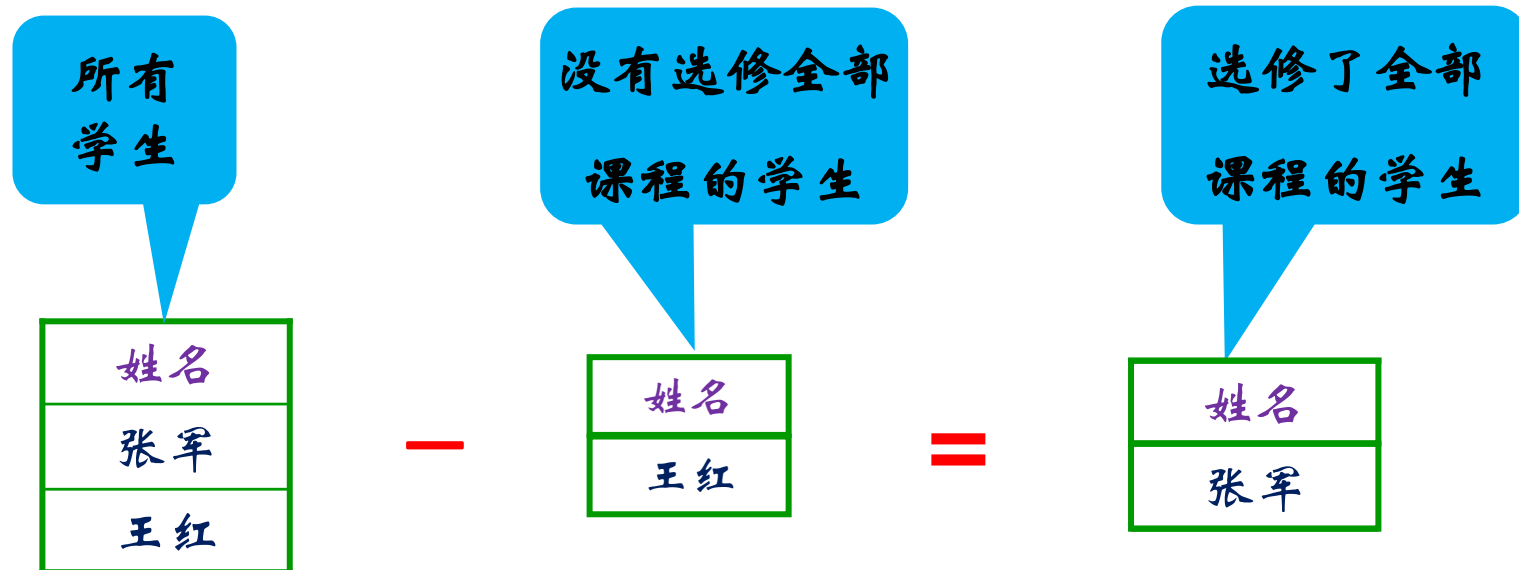 所有
学生
没有选修全部
课程的学生
选修了全部
课程的学生
姓名
张军
王红
－
姓名
王红
＝
姓名
张军